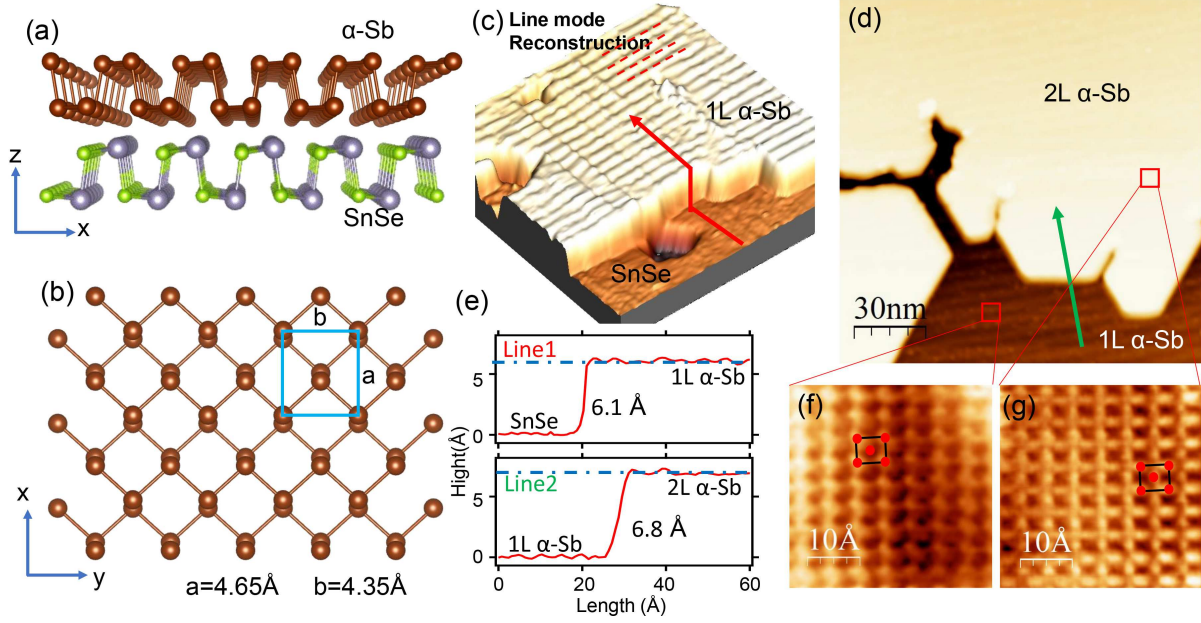 (a)
α-Sb
z
x
SnSe
(b)
b
a
x
y
a=4.65Å
b=4.35Å
(c)
Line mode
Reconstruction
1L α-Sb
SnSe
(d)
2L α-Sb
30nm
1L α-Sb
(e)
Line1
5
0
1L α-Sb
6.1 Å
SnSe
Line2
5
0
2L α-Sb
6.8 Å
1L α-Sb
Hight(Å)
0
20
40
60
Length (Å)
(f)
10Å
(g)
10Å